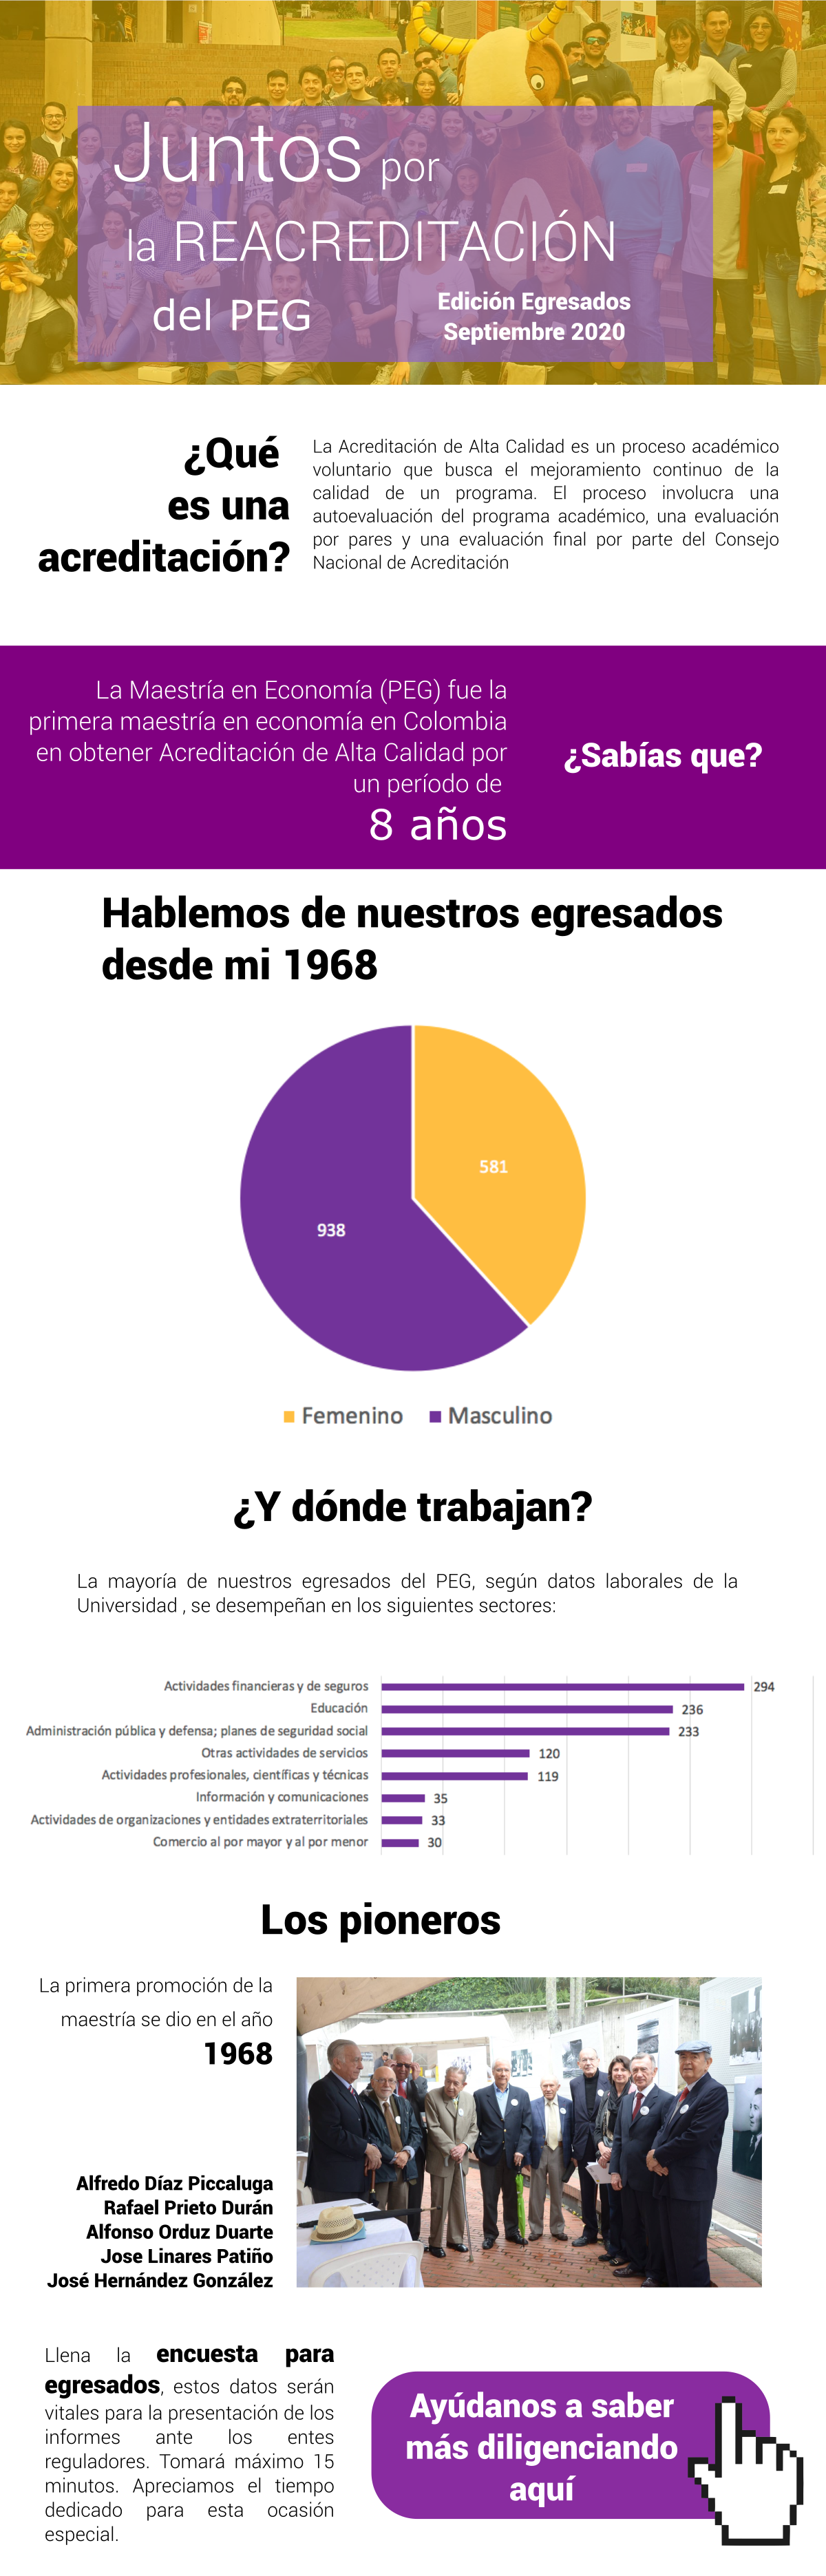 Juntos por
la REACREDITACIÓN
del PEG
Edición Egresados
Septiembre 2020
¿Qué
es una
acreditación?
La Acreditación de Alta Calidad es un proceso académico
voluntario que busca el mejoramiento continuo de la
calidad de un programa. El proceso involucra una
autoevaluación del programa académico, una evaluación
por pares y una evaluación final por parte del Consejo
Nacional de Acreditación
La Maestría en Economía (PEG) fue la
primera maestría en economía en Colombia
en obtener Acreditación de Alta Calidad por
un período de
8 años
¿Sabías que?
Hablemos de nuestros egresados
desde mi 1968
581
938
Femenino Masculino
¿Y dónde trabajan?
La mayoría de nuestros egresados del PEG, según datos laborales de la
Universidad , se desempeñan en los siguientes sectores:
Actividades financieras y de seguros 294
Educación 236
Administración pública y defensa; planes de seguridad social 233
Otras actividades de servicios 120
Actividades profesionales, científicas y técnicas 119
Información y comunicaciones 35
Actividades de organizaciones y entidades extraterritoriales 33
Comercio al por mayor y al por menor 30
Los pioneros
La primera promoción de la
maestría se dio en el año
1968
Alfredo Díaz Piccaluga
Rafael Prieto Durán
Alfonso Orduz Duarte
Jose Linares Patiño
José Hernández González
Llena la encuesta para
egresados, estos datos serán
vitales para la presentación de los
informes ante los entes
reguladores. Tomará máximo 15
minutos. Apreciamos el tiempo
dedicado para esta ocasión
especial.
Ayúdanos a saber
más diligenciando
aquí